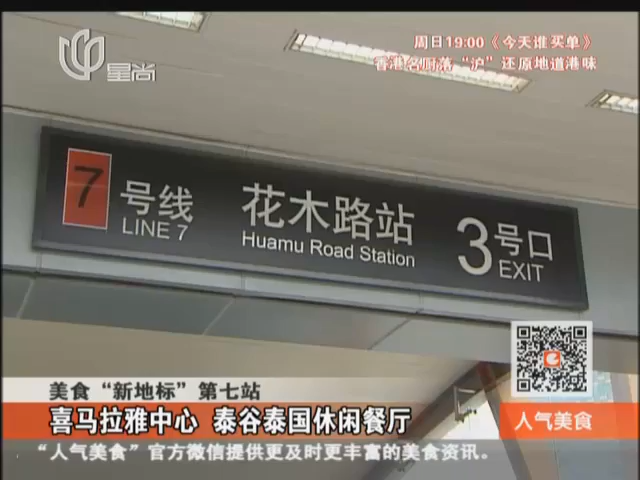 星尚
周日19:00《今天谁买单》
香港名厨落“沪”还原地道港味
7 号线 花木路站 3 号口
LINE 7 Huamu Road Station EXIT
美食“新地标”第七站
喜马拉雅中心 泰谷泰国休闲餐厅
人气美食
“人气美食”官方微信提供更及时更丰富的美食资讯。